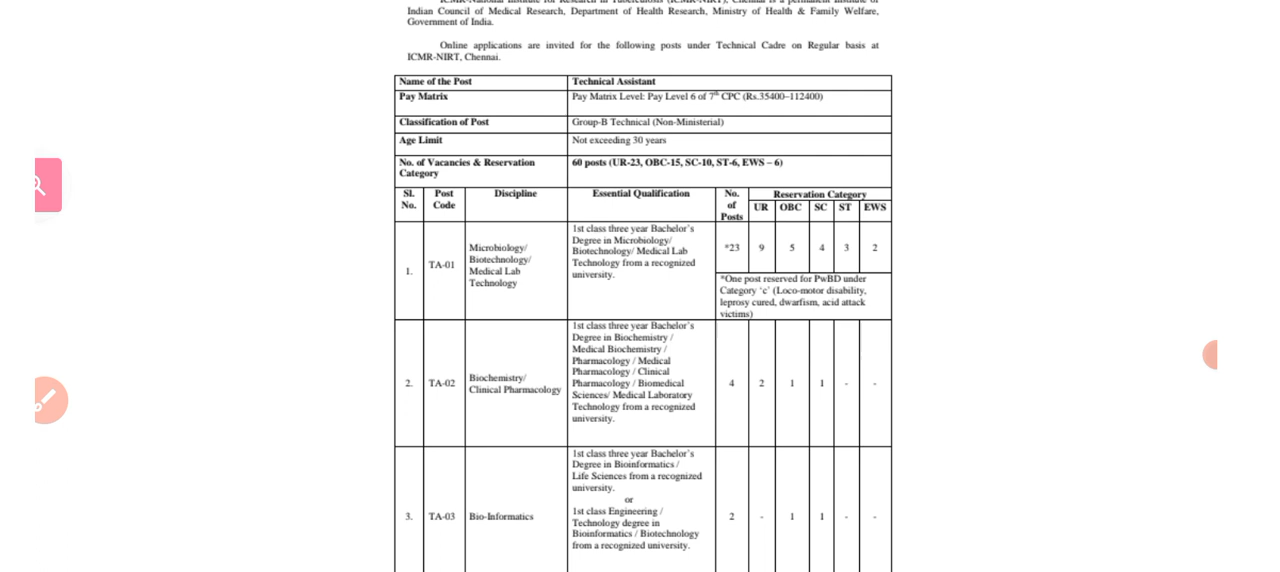 Indian Council of Medical Research, Department of Health Research, Ministry of Health & Family Welfare,
Government of India.
Online applications are invited for the following posts under Technical Cadre on Regular basis at
ICMR-NIRT, Chennai.
Name of the Post Technical Assistant
Pay Matrix Pay Matrix Level: Pay Level 6 of 7th CPC (Rs.35400–112400)
Classification of Post Group-B Technical (Non-Ministerial)
Age Limit Not exceeding 30 years
No. of Vacancies & Reservation
Category
60 posts (UR-23, OBC-15, SC-10, ST-6, EWS – 6)
Sl.
No.
Post
Code
Discipline
Essential Qualification
No.
of
Posts
Reservation Category
UR OBC SC ST EWS
1.
TA-01
Microbiology/
Biotechnology/
Medical Lab
Technology
1st class three year Bachelor's
Degree in Microbiology/
Biotechnology/ Medical Lab
Technology from a recognized
university.
*23 9 5 4 3 2
*One post reserved for PwBD under
Category 'c' (Loco-motor disability,
leprosy cured, dwarfism, acid attack
victims)
2.
TA-02
Biochemistry/
Clinical Pharmacology
1st class three year Bachelor's
Degree in Biochemistry /
Medical Biochemistry /
Pharmacology / Medical
Pharmacology / Clinical
Pharmacology / Biomedical
Sciences/ Medical Laboratory
Technology from a recognized
university.
4 2 1 1 - -
3.
TA-03
Bio-Informatics
1st class three year Bachelor's
Degree in Bioinformatics /
Life Sciences from a recognized
university.
or
1st class Engineering /
Technology degree in
Bioinformatics / Biotechnology
from a recognized university.
2 - 1 1 - -